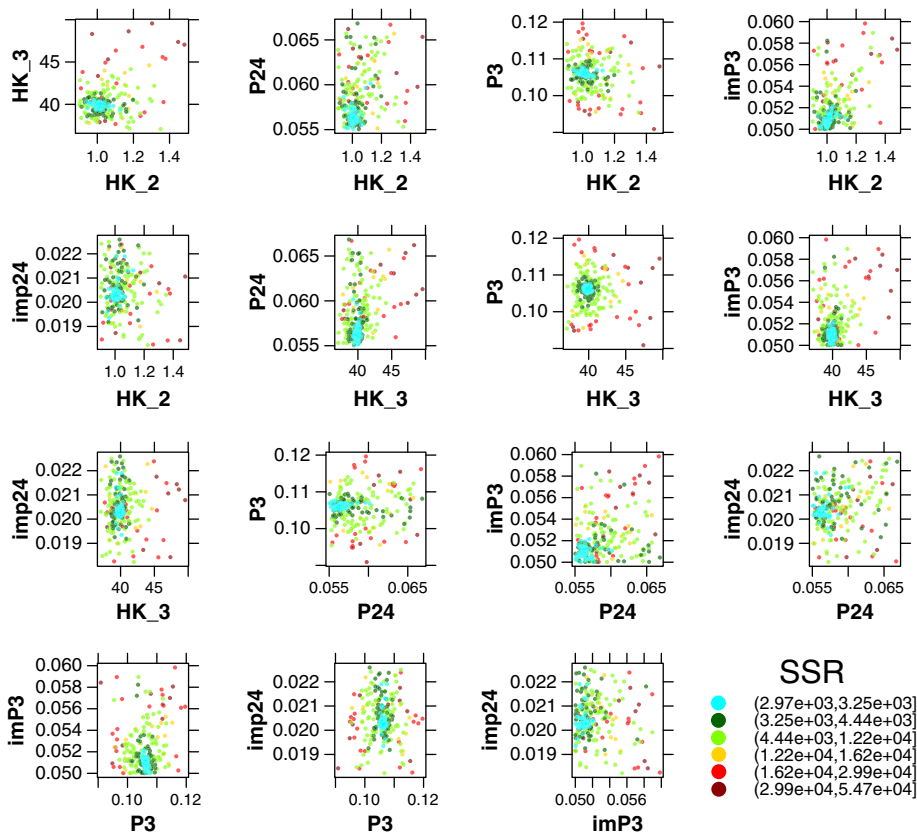 HK_3
45
40
1.0 1.2 1.4
HK_2
P24
0.065
0.060
0.055
1.0 1.2 1.4
HK_2
P3
0.12
0.11
0.10
1.0 1.2 1.4
HK_2
imP3
0.060
0.058
0.056
0.054
0.052
0.050
1.0 1.2 1.4
HK_2
imp24
0.022
0.021
0.020
0.019
1.0 1.2 1.4
HK_2
P24
0.065
0.060
0.055
40 45
HK_3
P3
0.12
0.11
0.10
40 45
HK_3
imP3
0.060
0.058
0.056
0.054
0.052
0.050
40 45
HK_3
imp24
0.022
0.021
0.020
0.019
40 45
HK_3
P3
0.12
0.11
0.10
0.055 0.065
P24
imP3
0.060
0.058
0.056
0.054
0.052
0.050
0.055 0.065
P24
imp24
0.022
0.021
0.020
0.019
0.055 0.065
P24
imP3
0.060
0.058
0.056
0.054
0.052
0.050
0.10 0.12
P3
imp24
0.022
0.021
0.020
0.019
0.10 0.12
P3
imp24
0.022
0.021
0.020
0.019
0.050 0.056
imP3
SSR
(2.97e+03,3.25e+03]
(3.25e+03,4.44e+03]
(4.44e+03,1.22e+04]
(1.22e+04,1.62e+04]
(1.62e+04,2.99e+04]
(2.99e+04,5.47e+04]